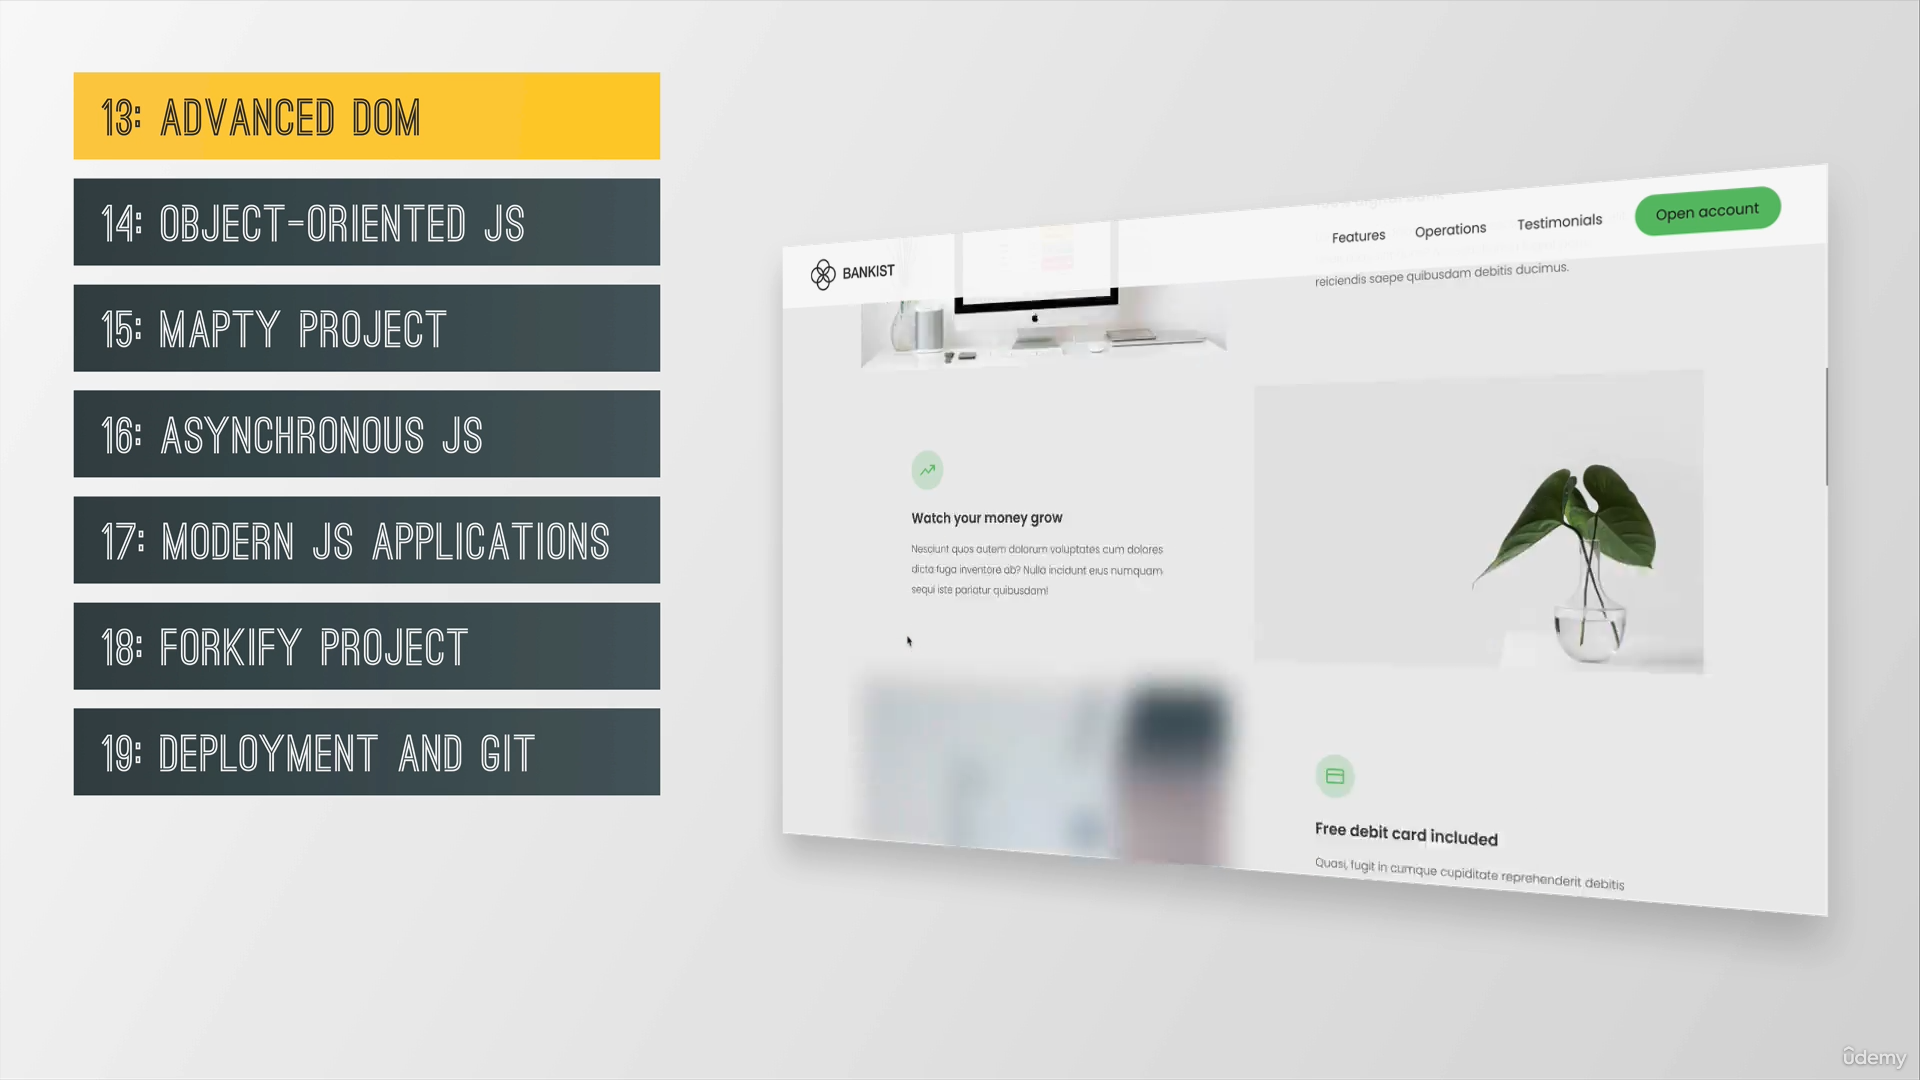 13: ADVANCED DOM
14: OBJECT-ORIENTED JS
15: MAPTY PROJECT
16: ASYNCHRONOUS JS
17: MODERN JS APPLICATIONS
18: FORKIFY PROJECT
19: DEPLOYMENT AND GIT
BANKIST
Features Operations Testimonials Open account
reiciendis saepe quibusdam debitis ducimus.
Watch your money grow
Nesciunt quos autem dolorum voluptates cum dolores
dicta fuga inventore ab? Nulla incidunt eius numquam
sequi iste pariatur quibusdam!
Free debit card included
Quasi, fugit in cumque cupiditate reprehenderit debitis
ûdemy